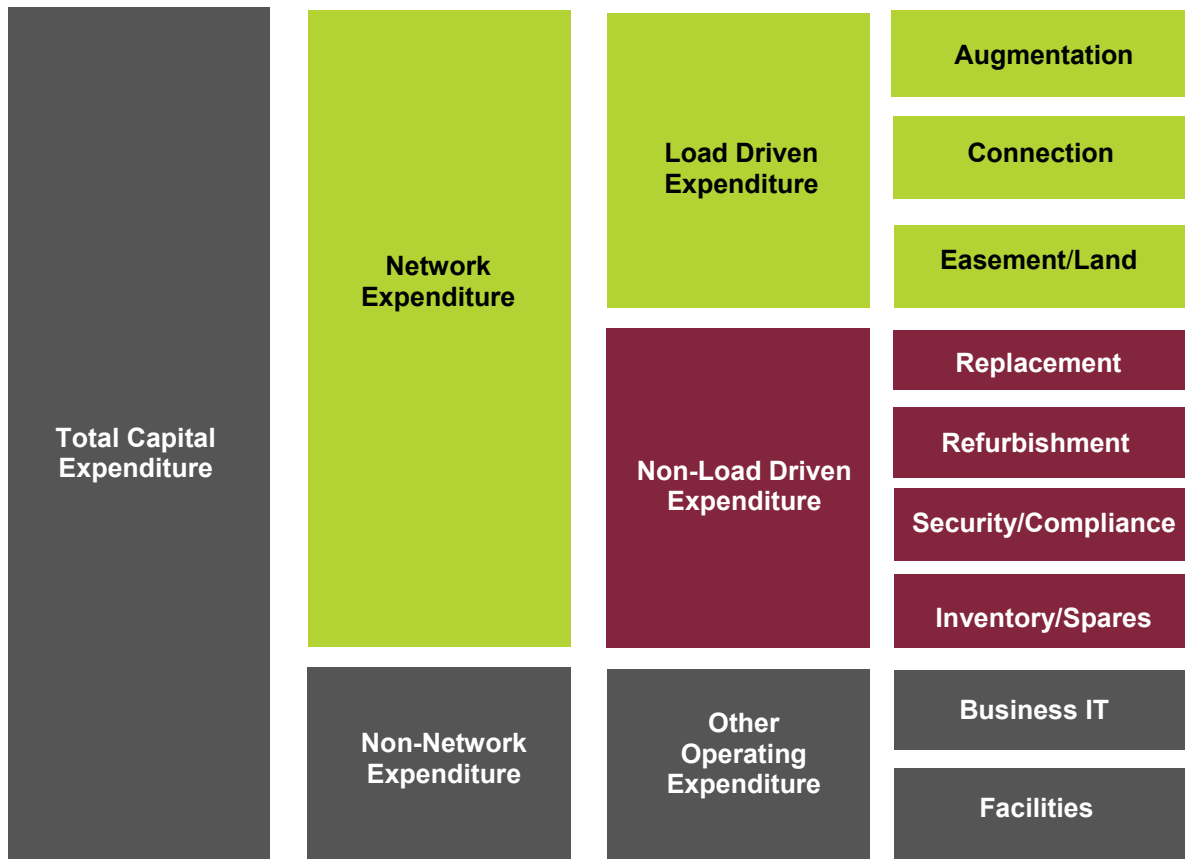 Total Capital
Expenditure
Network
Expenditure
Non-Network
Expenditure
Load Driven
Expenditure
Non-Load Driven
Expenditure
Other
Operating
Expenditure
Augmentation
Connection
Easement/Land
Replacement
Refurbishment
Security/Compliance
Inventory/Spares
Business IT
Facilities